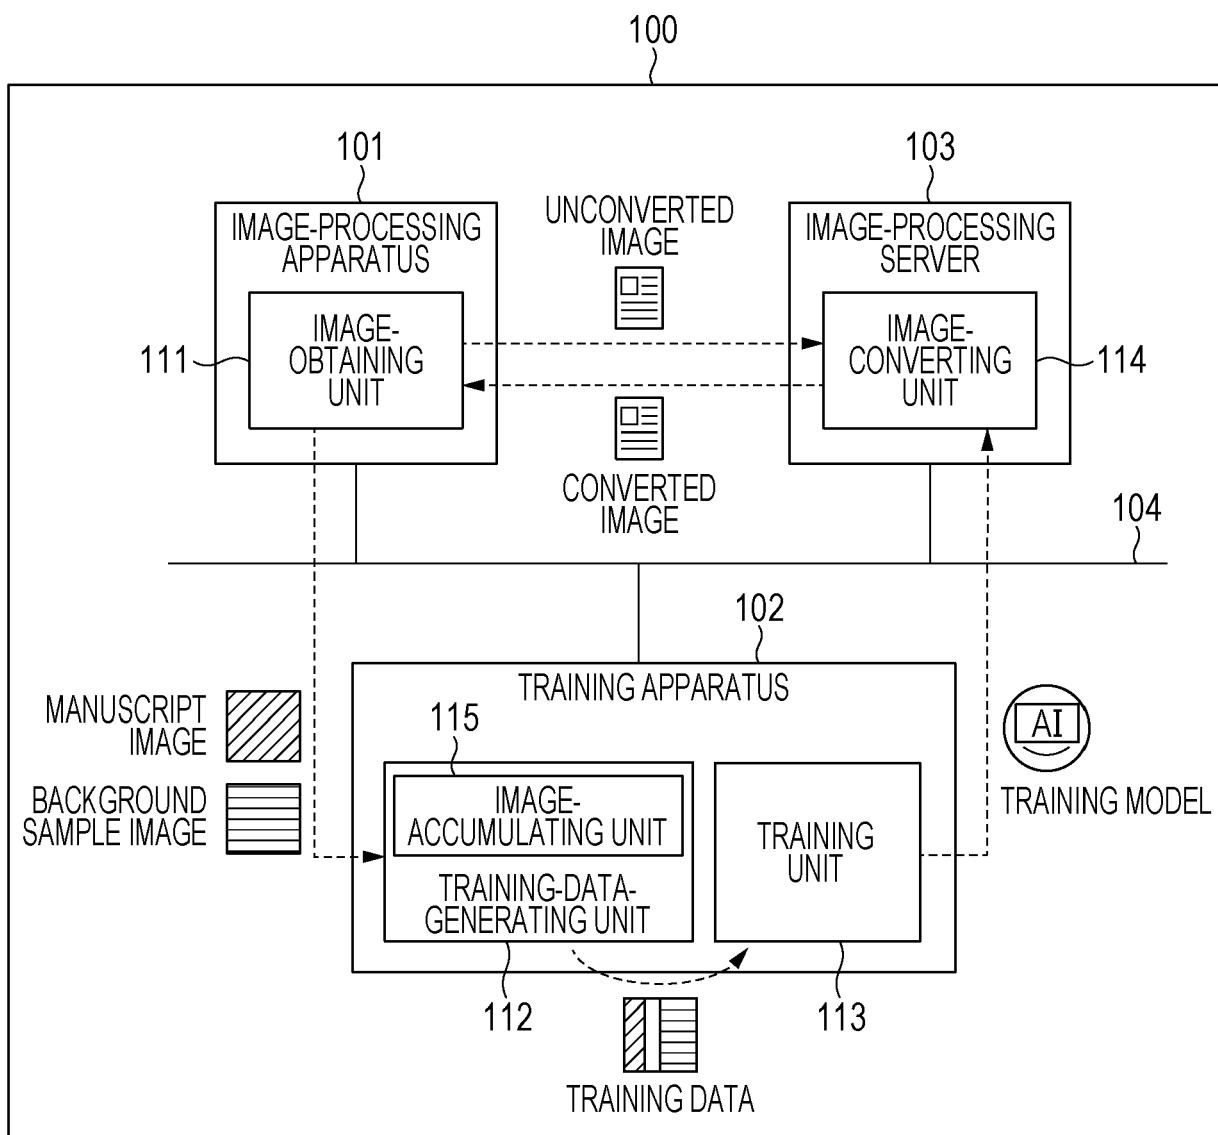 100
101
103
IMAGE-PROCESSING
APPARATUS
UNCONVERTED
IMAGE
IMAGE-PROCESSING
SERVER
111
IMAGE-
OBTAINING
UNIT
IMAGE-
CONVERTING
UNIT
114
CONVERTED
IMAGE
104
102
TRAINING APPARATUS
MANUSCRIPT
IMAGE
BACKGROUND
SAMPLE IMAGE
115
IMAGE-
ACCUMULATING UNIT
TRAINING-DATA-
GENERATING UNIT
TRAINING
UNIT
AI
TRAINING MODEL
112
113
TRAINING DATA